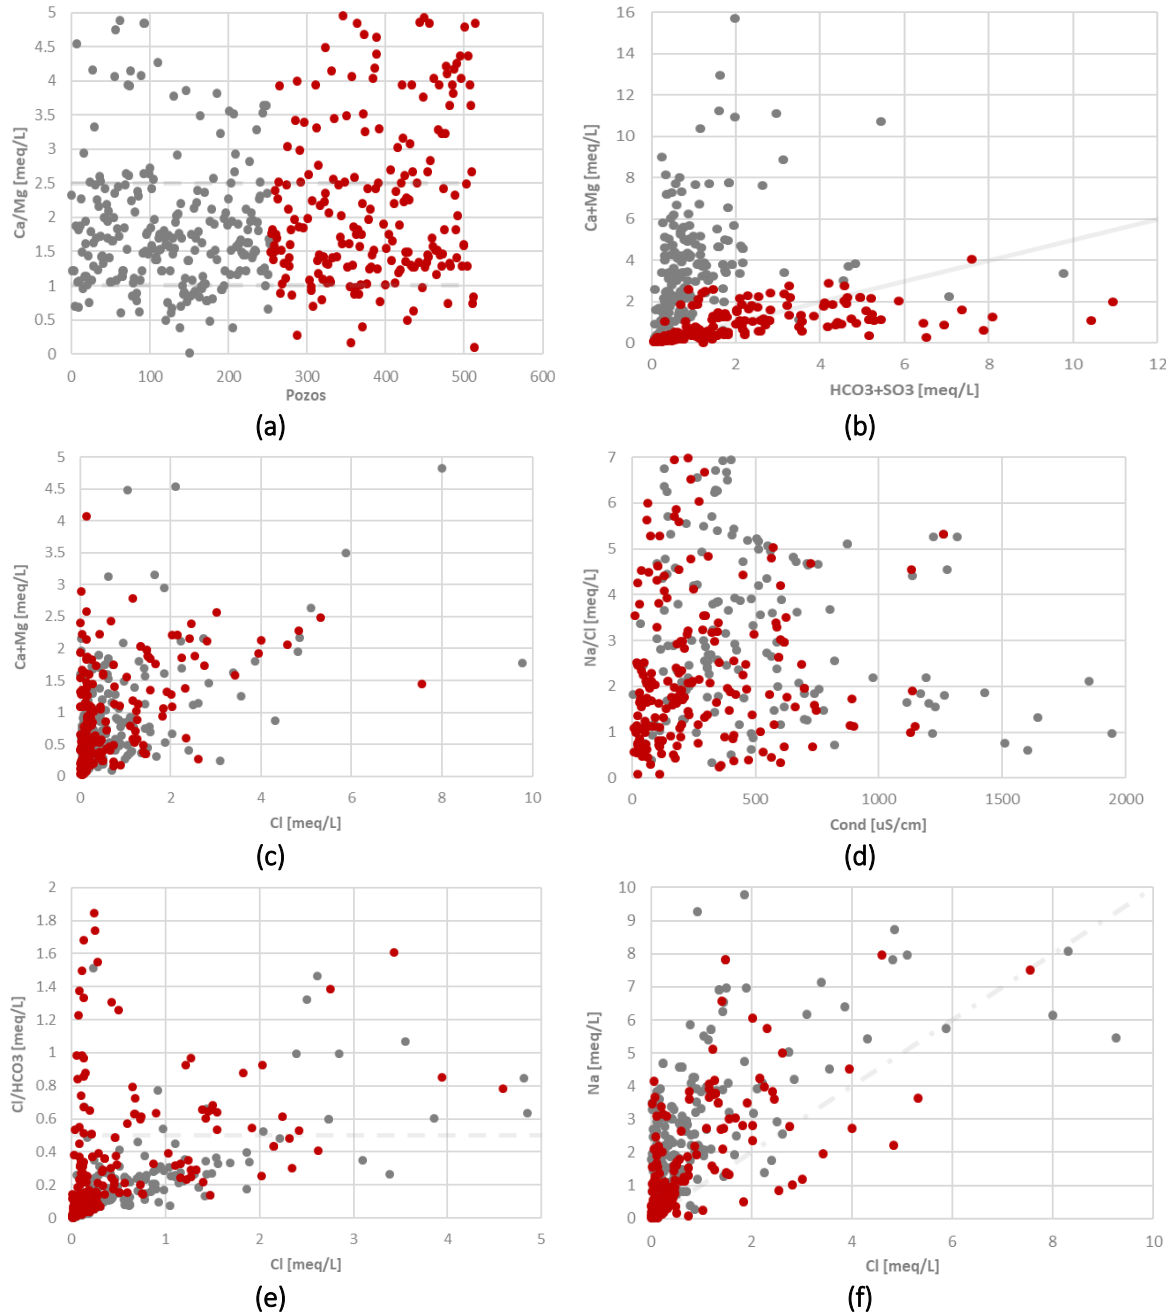 5
4.5
4
3.5
3
2.5
2
1.5
1
0.5
0
Ca/Mg [meq/L]
0 100 200 300 400 500 600
Pozos
(a)
16
14
12
10
8
6
4
2
0
Ca+Mg [meq/L]
0 2 4 6 8 10 12
HCO3+SO3 [meq/L]
(b)
5
4.5
4
3.5
3
2.5
2
1.5
1
0.5
0
Ca+Mg [meq/L]
0 2 4 6 8 10
Cl [meq/L]
(c)
7
6
5
4
3
2
1
0
Na/Cl [meq/L]
0 500 1000 1500 2000
Cond [uS/cm]
(d)
2
1.8
1.6
1.4
1.2
1
0.8
0.6
0.4
0.2
0
Cl/HCO3 [meq/L]
0 1 2 3 4 5
Cl [meq/L]
(e)
10
9
8
7
6
5
4
3
2
1
0
Na [meq/L]
0 2 4 6 8 10
Cl [meq/L]
(f)